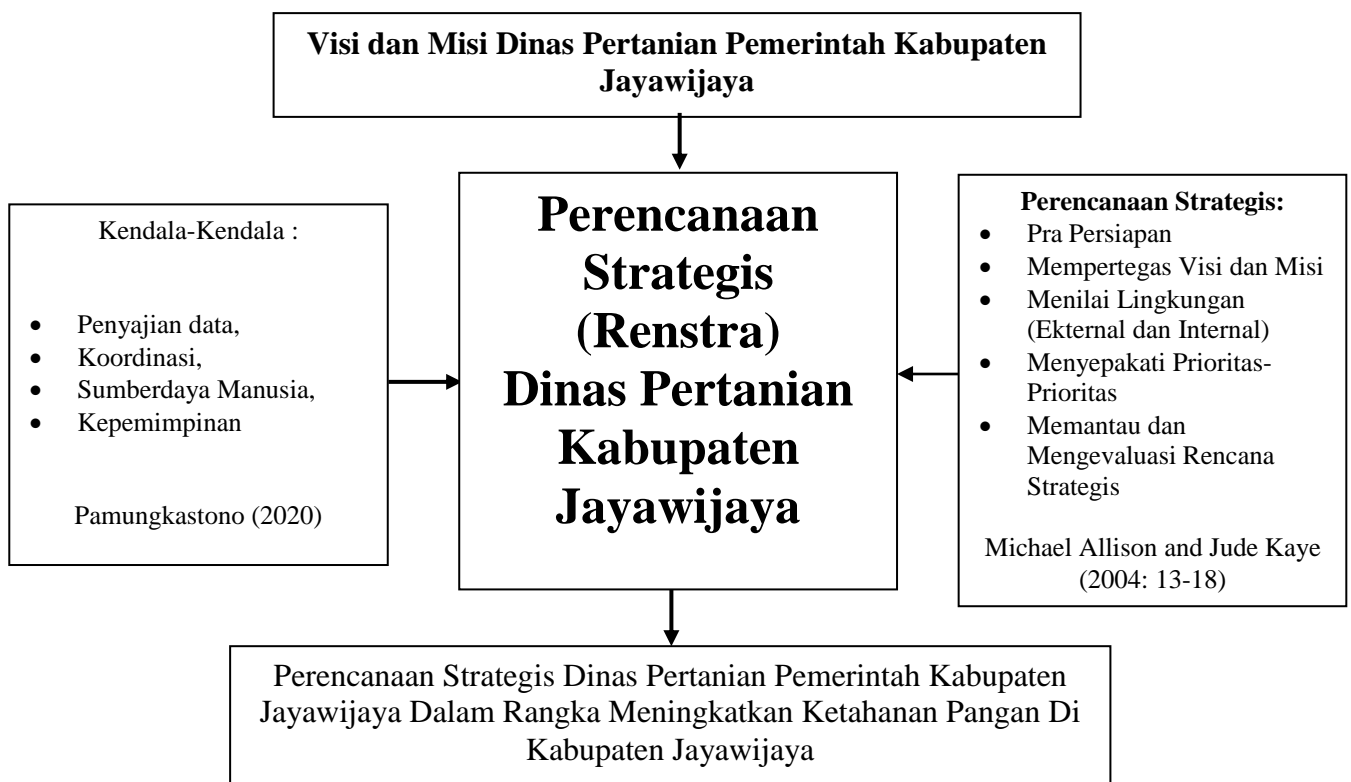 Visi dan Misi Dinas Pertanian Pemerintah Kabupaten
Jayawijaya
Kendala-Kendala :
• Penyajian data,
• Koordinasi,
• Sumberdaya Manusia,
• Kepemimpinan
Pamungkastono (2020)
Perencanaan
Strategis
(Renstra)
Dinas Pertanian
Kabupaten
Jayawijaya
Perencanaan Strategis:
• Pra Persiapan
• Mempertegas Visi dan Misi
• Menilai Lingkungan
(Ekternal dan Internal)
• Menyepakati Prioritas-
Prioritas
• Memantau dan
Mengevaluasi Rencana
Strategis
Michael Allison and Jude Kaye
(2004: 13-18)
Perencanaan Strategis Dinas Pertanian Pemerintah Kabupaten
Jayawijaya Dalam Rangka Meningkatkan Ketahanan Pangan Di
Kabupaten Jayawijaya